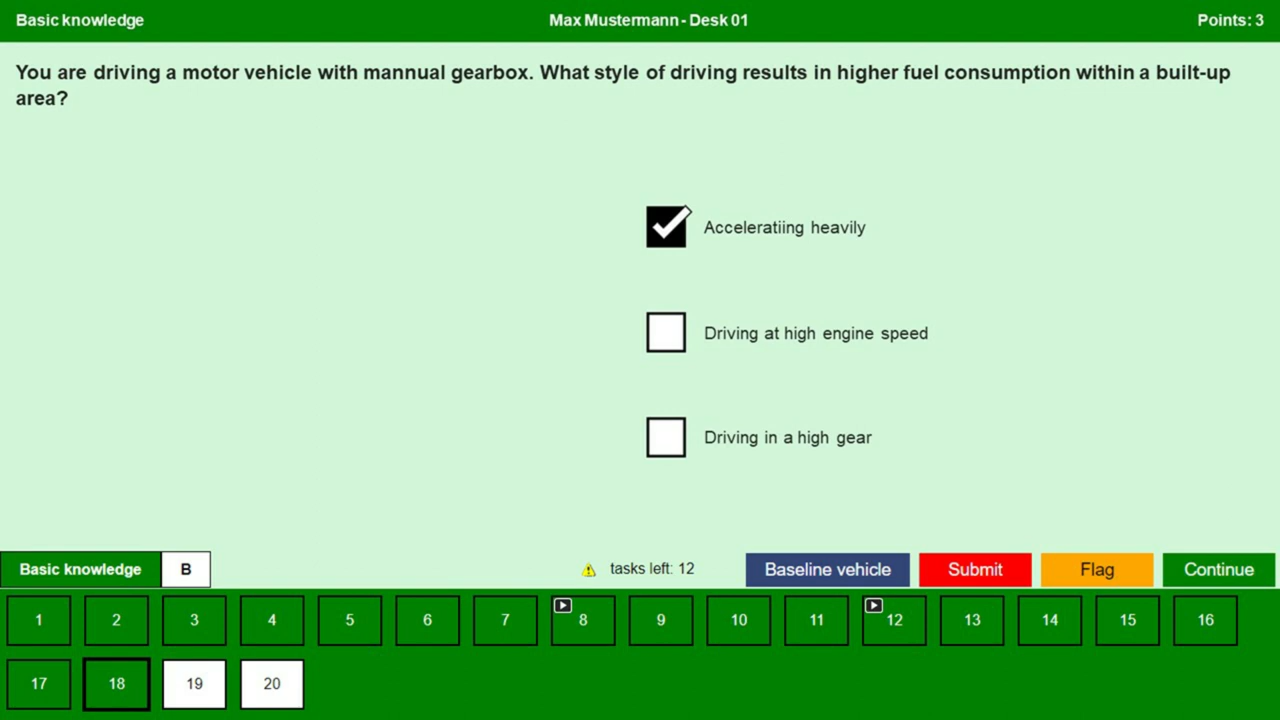 Basic knowledge
Max Mustermann - Desk 01
Points: 3
You are driving a motor vehicle with mannual gearbox. What style of driving results in higher fuel consumption within a built-up
area?
Acceleratiing heavily
Driving at high engine speed
Driving in a high gear
Basic knowledge
B
tasks left: 12
Baseline vehicle
Submit
Flag
Continue
1 2 3 4 5 6 7 8 9 10 11 12 13 14 15 16
17 18 19 20